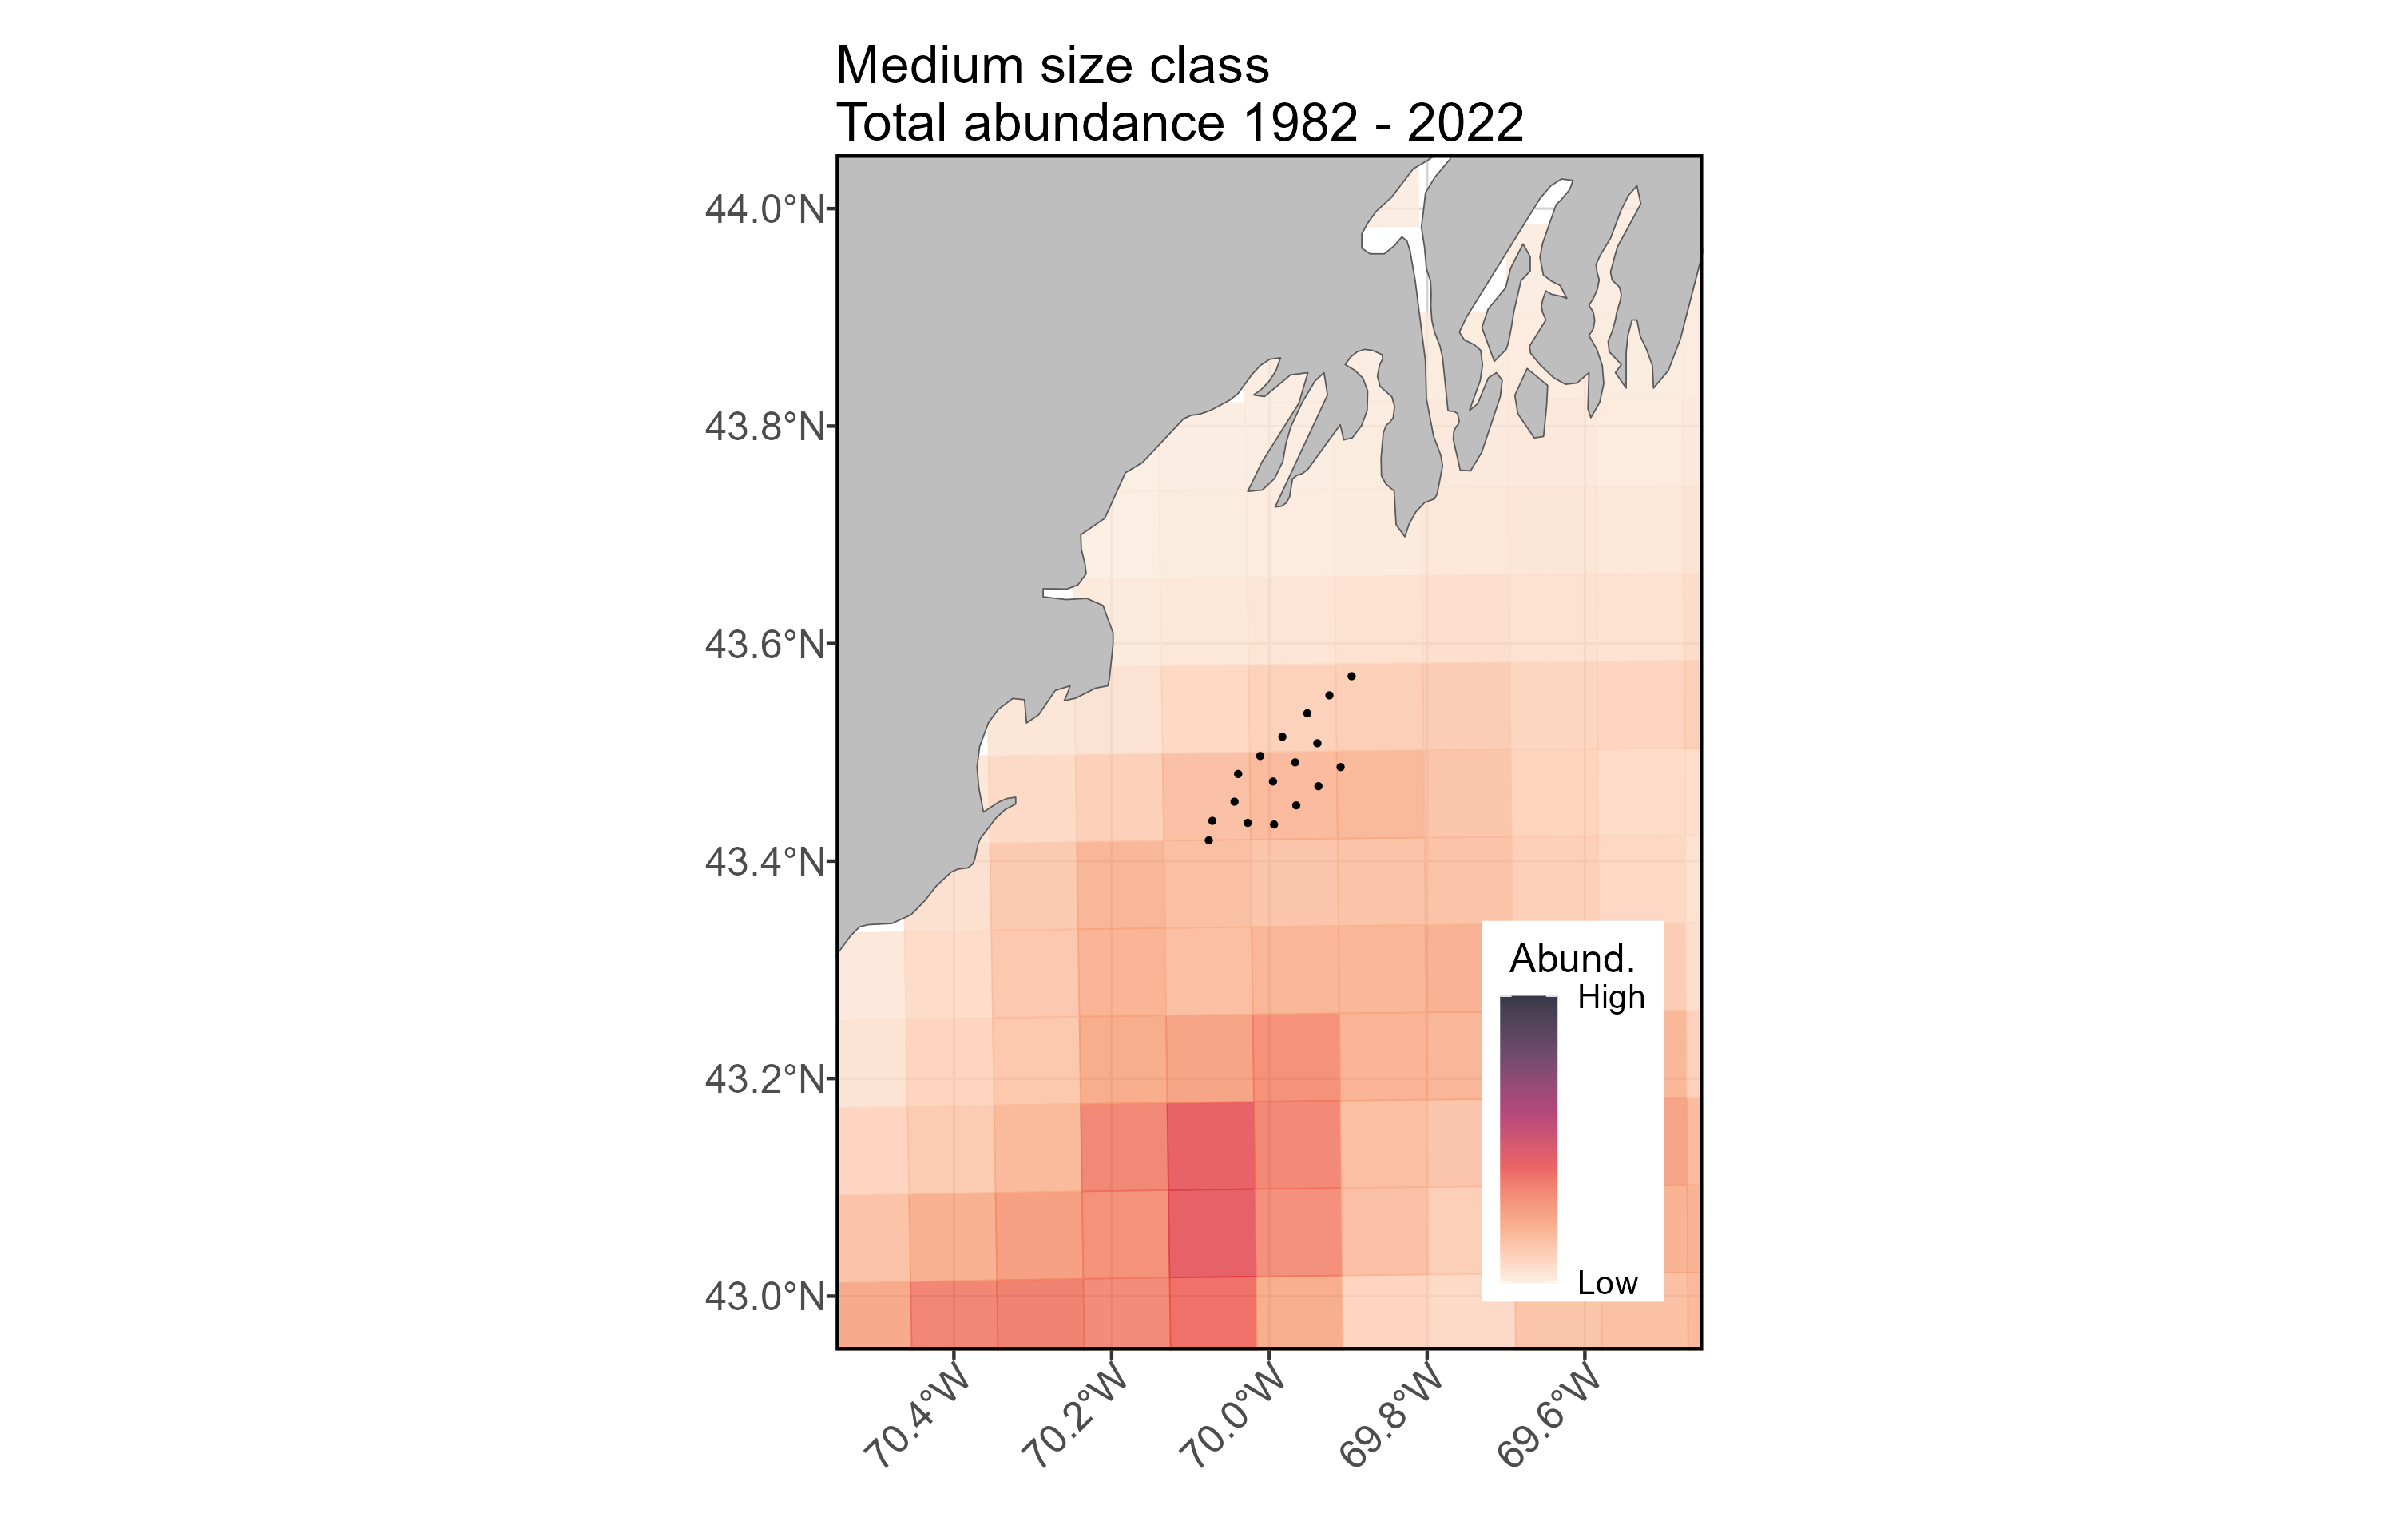 Medium size class
Total abundance 1982 - 2022
44.0°N
43.8°N
43.6°N
43.4°N
43.2°N
43.0°N
Abund.
High
Low
70.4°W
70.2°W
70.0°W
69.8°W
69.6°W